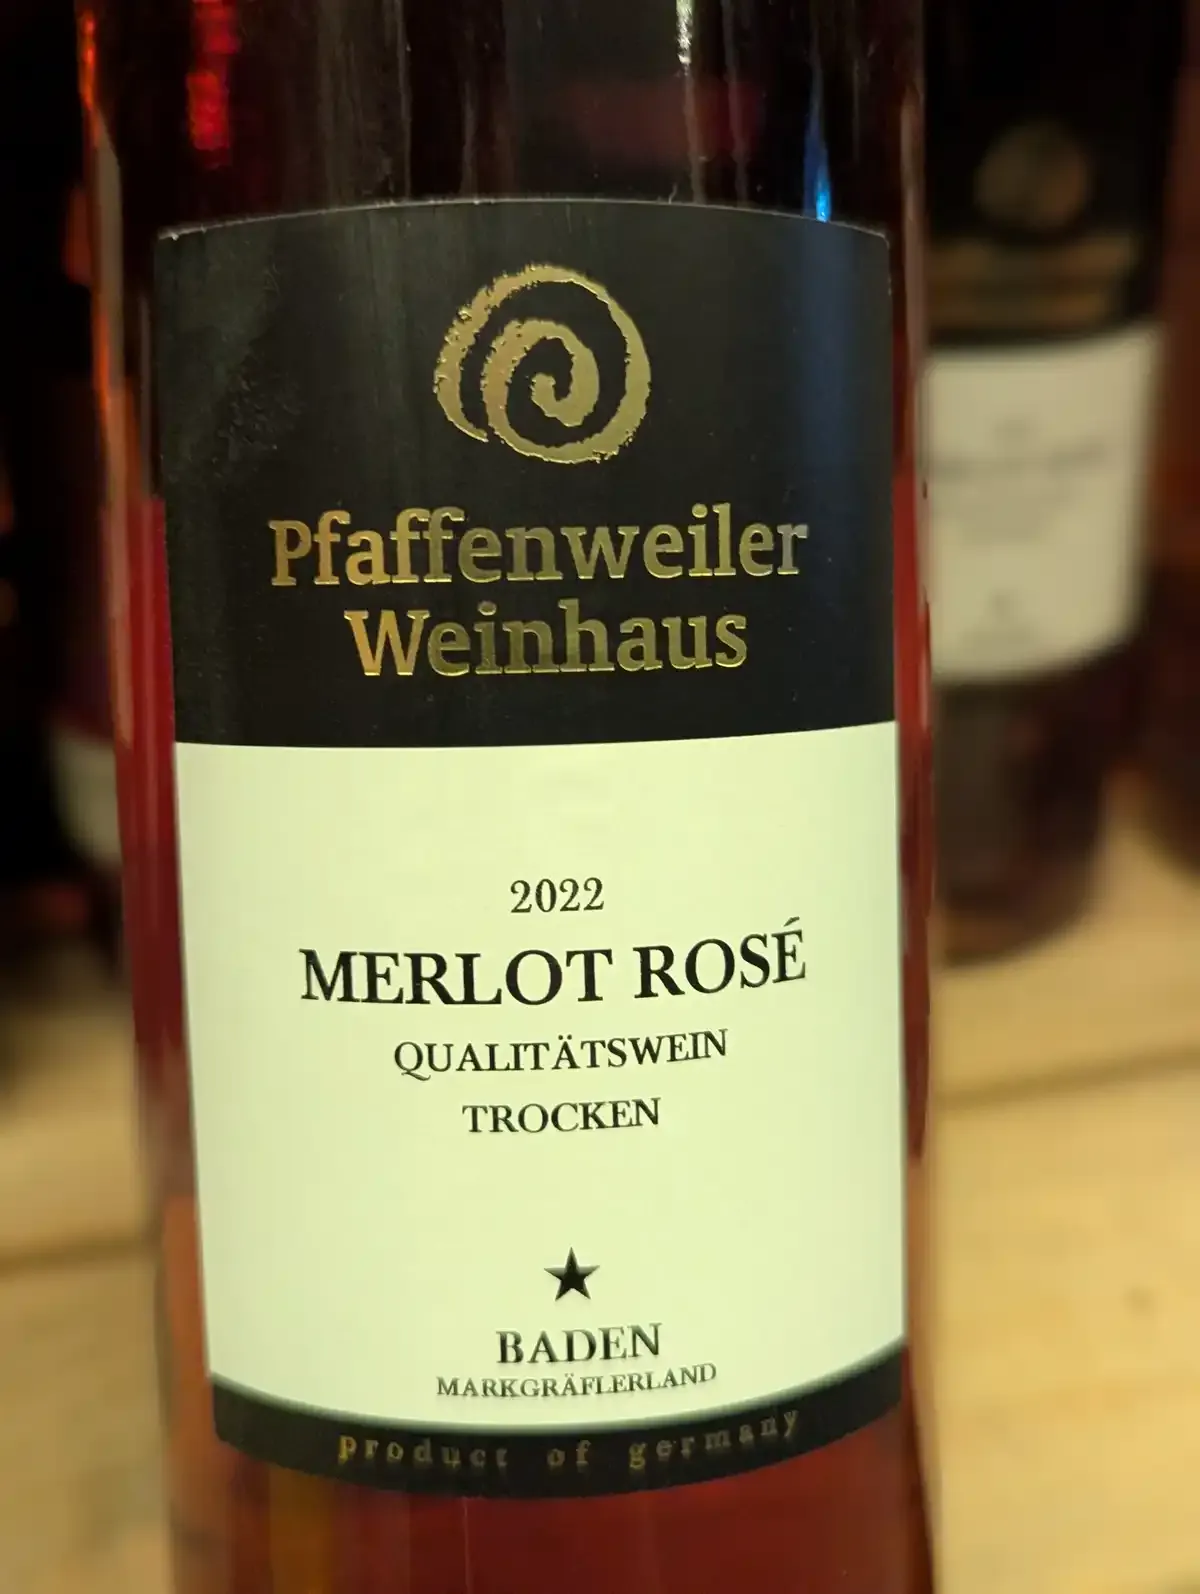 Pfaffenweiler
Weinhaus
2022
MERLOT ROSÉ
QUALITÄTSWEIN
TROCKEN
BADEN
MARKGRÄFLERLAND
product of germany